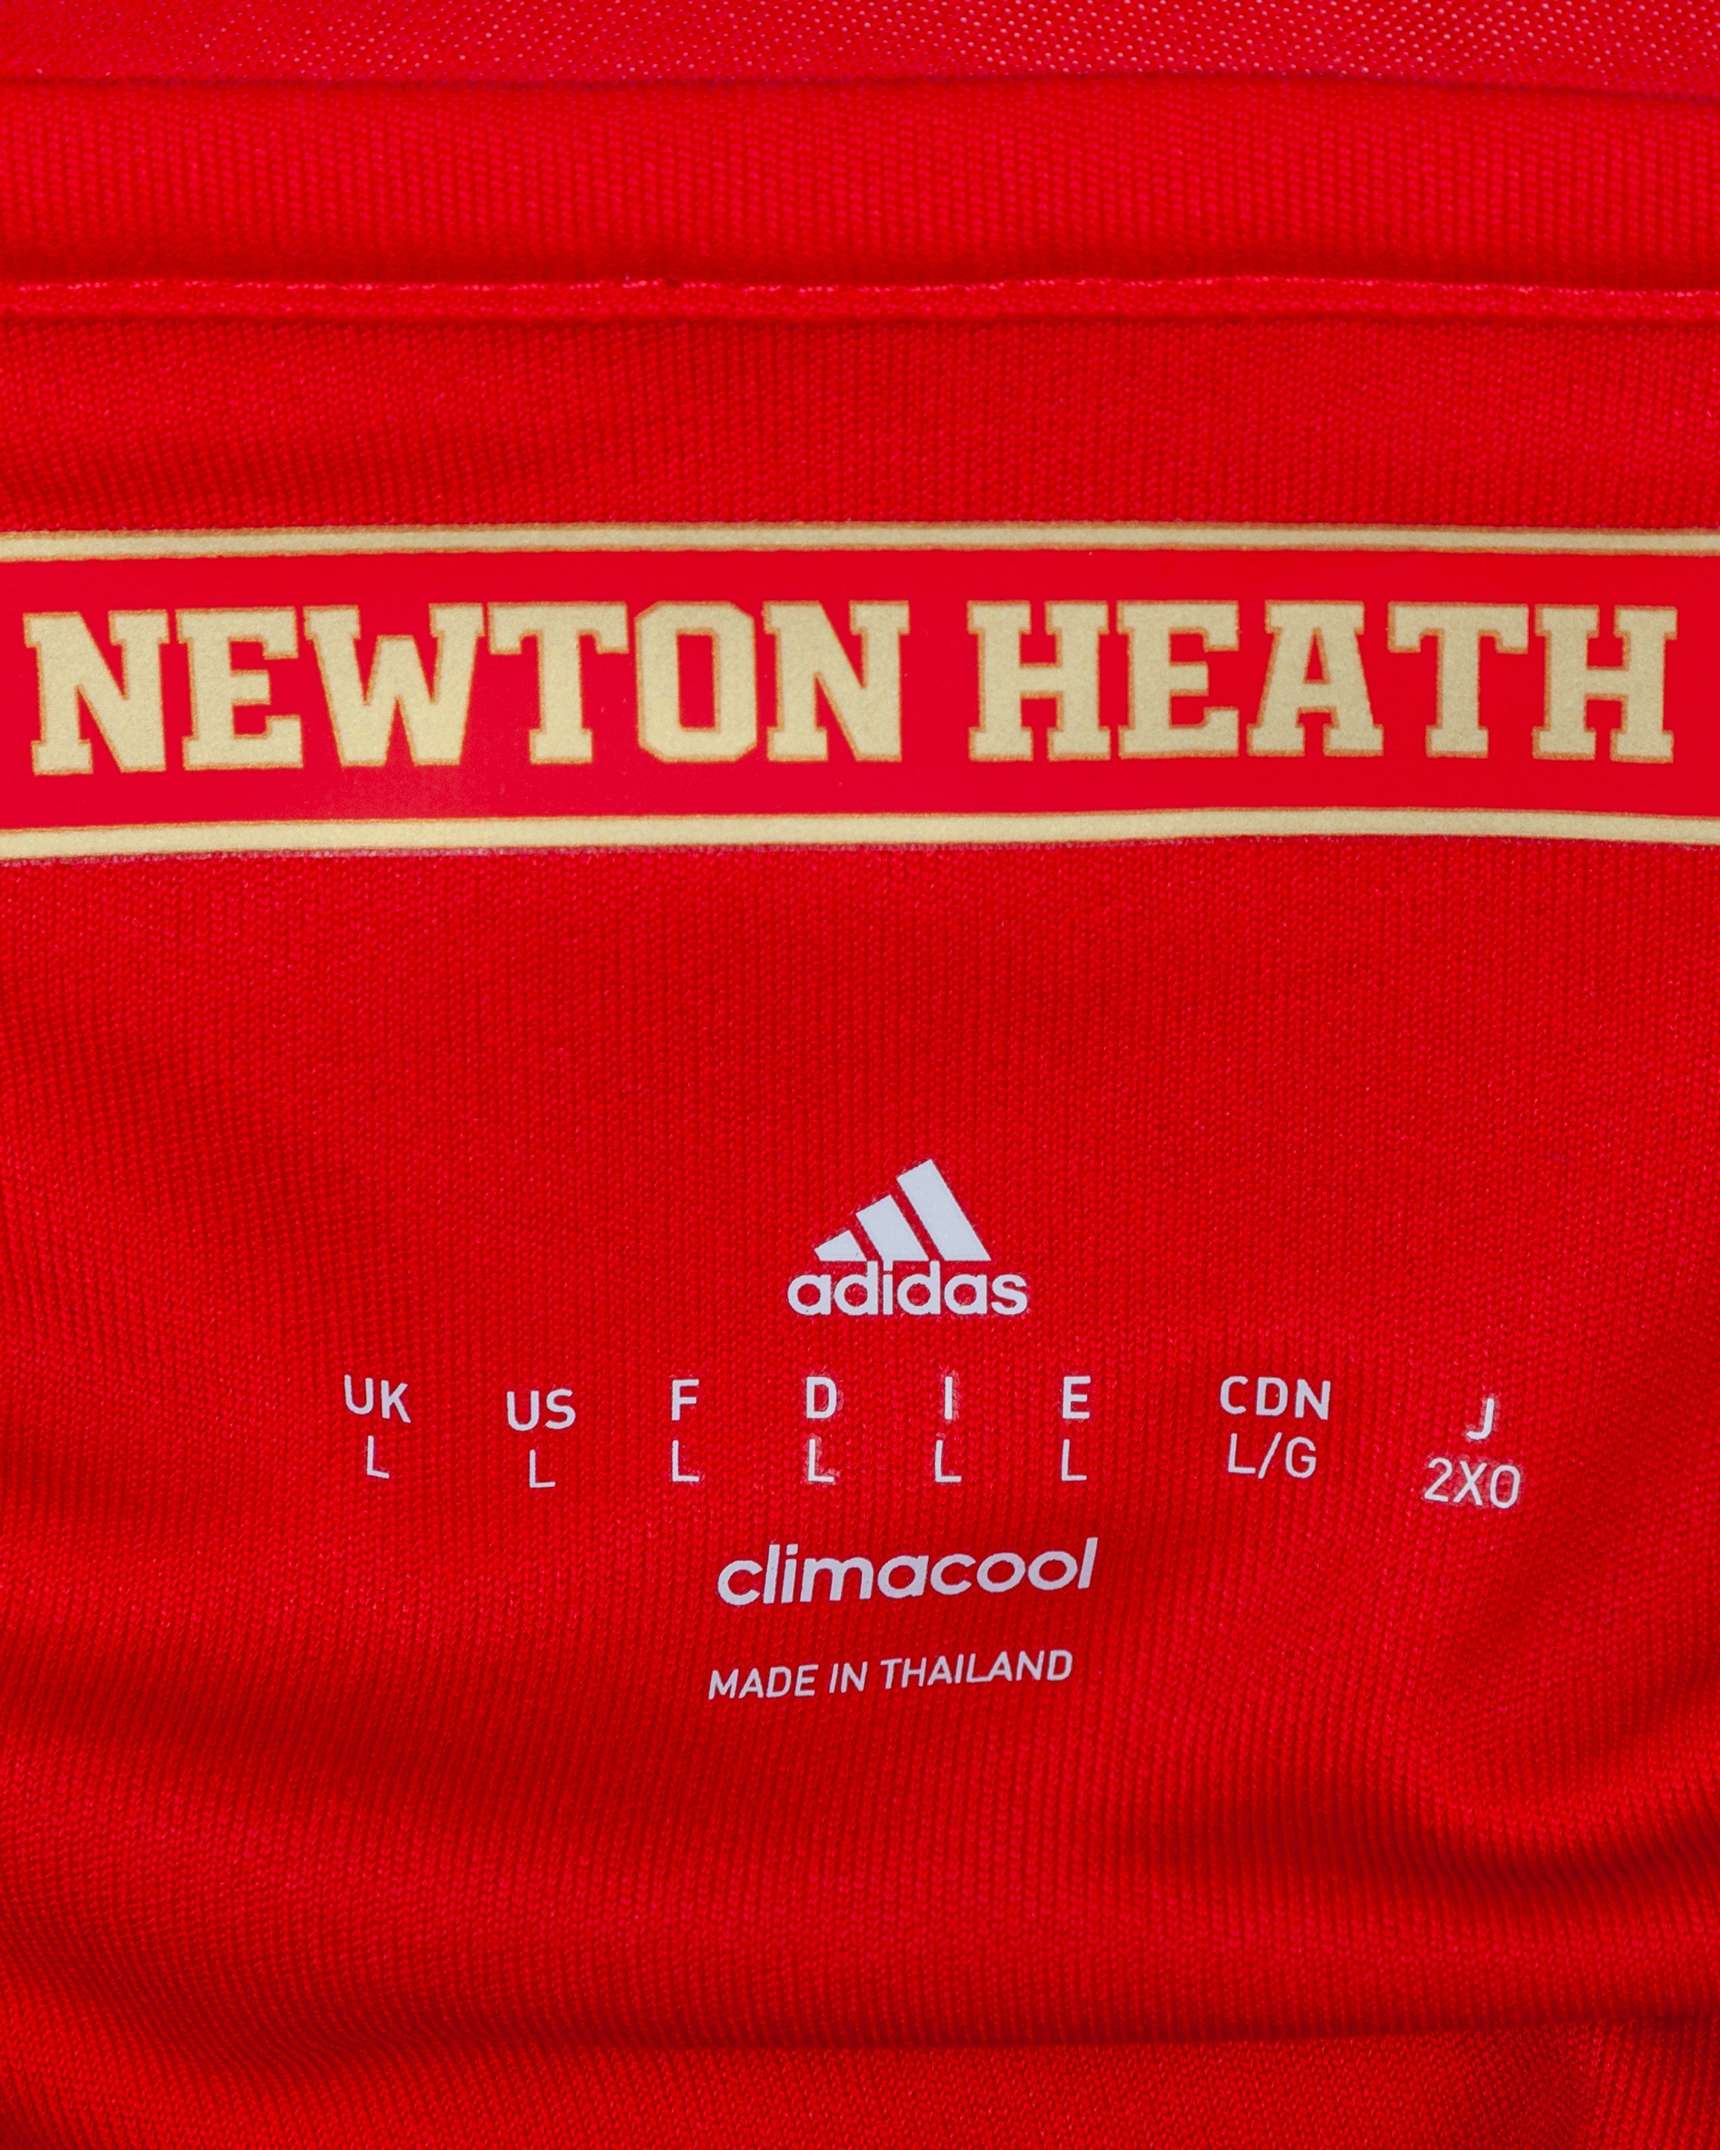 NEWTON HEATH
adidas
UK US F D I E CDN J
L L L L L L L/G 2XO
climacool
MADE IN THAILAND